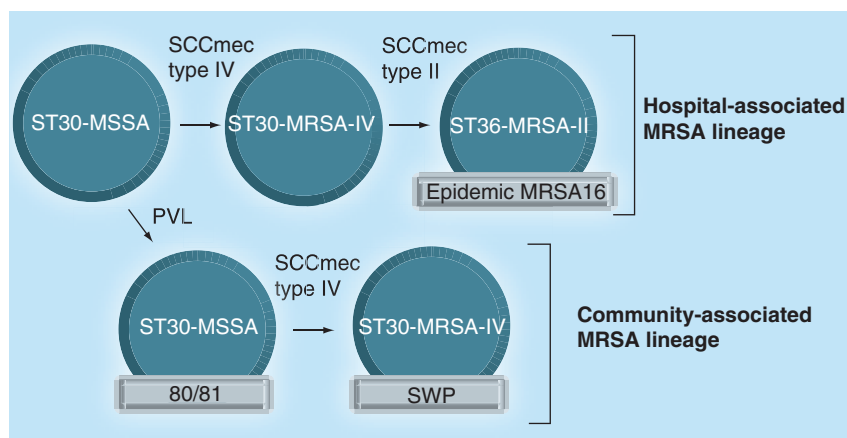 SCCmec
type IV
SCCmec
type II
ST30-MSSA
ST30-MRSA-IV
ST36-MRSA-II
Epidemic MRSA16
Hospital-associated
MRSA lineage
PVL
SCCmec
type IV
ST30-MSSA
ST30-MRSA-IV
80/81
SWP
Community-associated
MRSA lineage